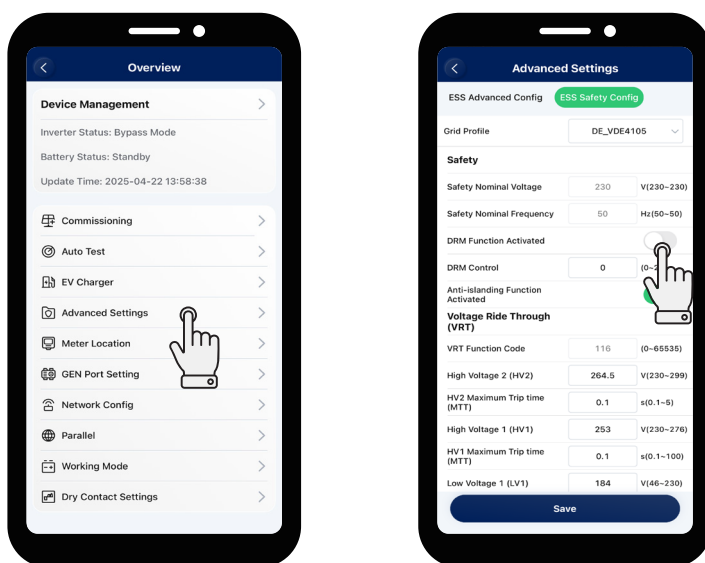 Overview
Device Management
Inverter Status: Bypass Mode
Battery Status: Standby
Update Time: 2025-04-22 13:58:38
Commissioning
Auto Test
EV Charger
Advanced Settings
Meter Location
GEN Port Setting
Network Config
Parallel
Working Mode
Dry Contact Settings
Advanced Settings
ESS Advanced Config ESS Safety Config
Grid Profile DE_VDE4105
Safety
Safety Nominal Voltage 230 V(230~230)
Safety Nominal Frequency 50 Hz(50~50)
DRM Function Activated
DRM Control 0
Anti-islanding Function
Activated
Voltage Ride Through
(VRT)
VRT Function Code 116 (0~65535)
High Voltage 2 (HV2) 264.5 V(230~299)
HV2 Maximum Trip time
(MTT) 0.1 s(0.1~5)
High Voltage 1 (HV1) 253 V(230~276)
HV1 Maximum Trip time
(MTT) 0.1 s(0.1~100)
Low Voltage 1 (LV1) 184 V(46~230)
Save